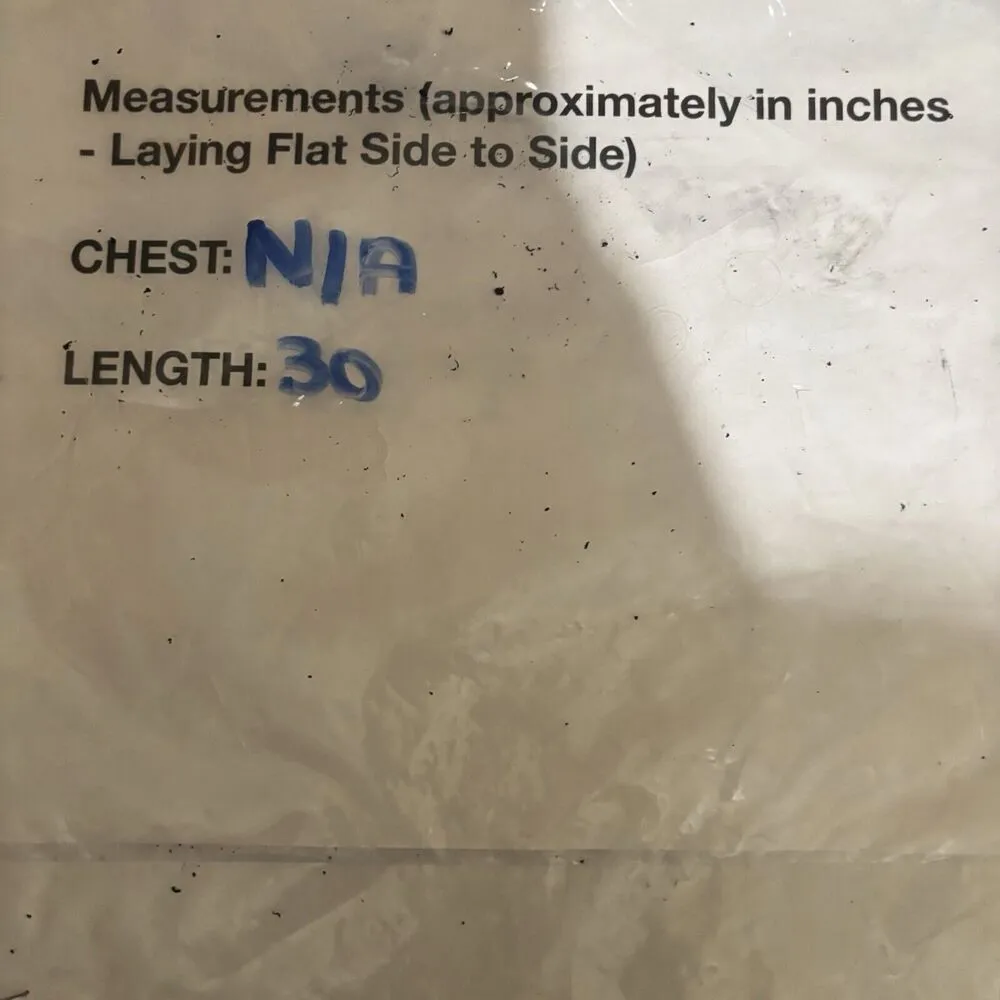 Measurements (approximately in inches
- Laying Flat Side to Side)
CHEST: N/A
LENGTH: 30